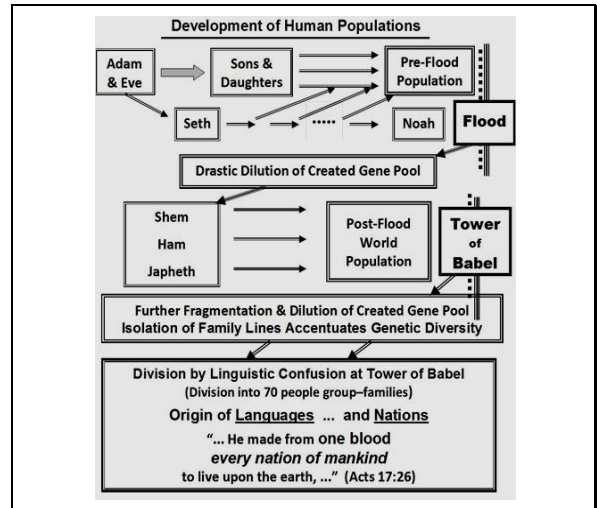 Development of Human Populations
Adam
& Eve
Sons &
Daughters
Pre-Flood
Population
Seth
.....
Noah
Flood
Drastic Dilution of Created Gene Pool
Shem
Ham
Japheth
Post-Flood
World
Population
Tower
of
Babel
Further Fragmentation & Dilution of Created Gene Pool
Isolation of Family Lines Accentuates Genetic Diversity
Division by Linguistic Confusion at Tower of Babel
(Division into 70 people group–families)
Origin of Languages ... and Nations
“... He made from one blood
every nation of mankind
to live upon the earth, ...” (Acts 17:26)